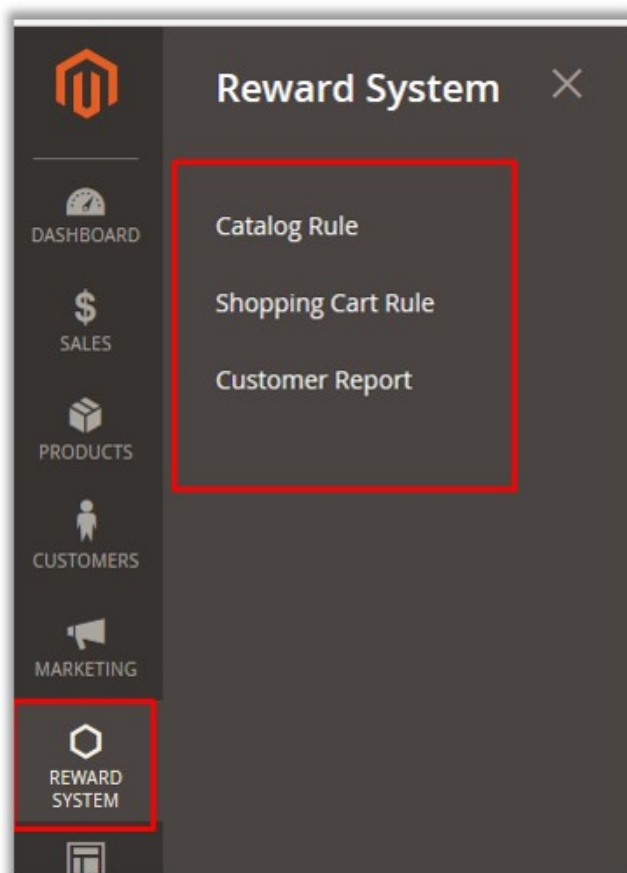 Reward System
DASHBOARD
Catalog Rule
$
SALES
Shopping Cart Rule
Customer Report
PRODUCTS
CUSTOMERS
MARKETING
REWARD
SYSTEM